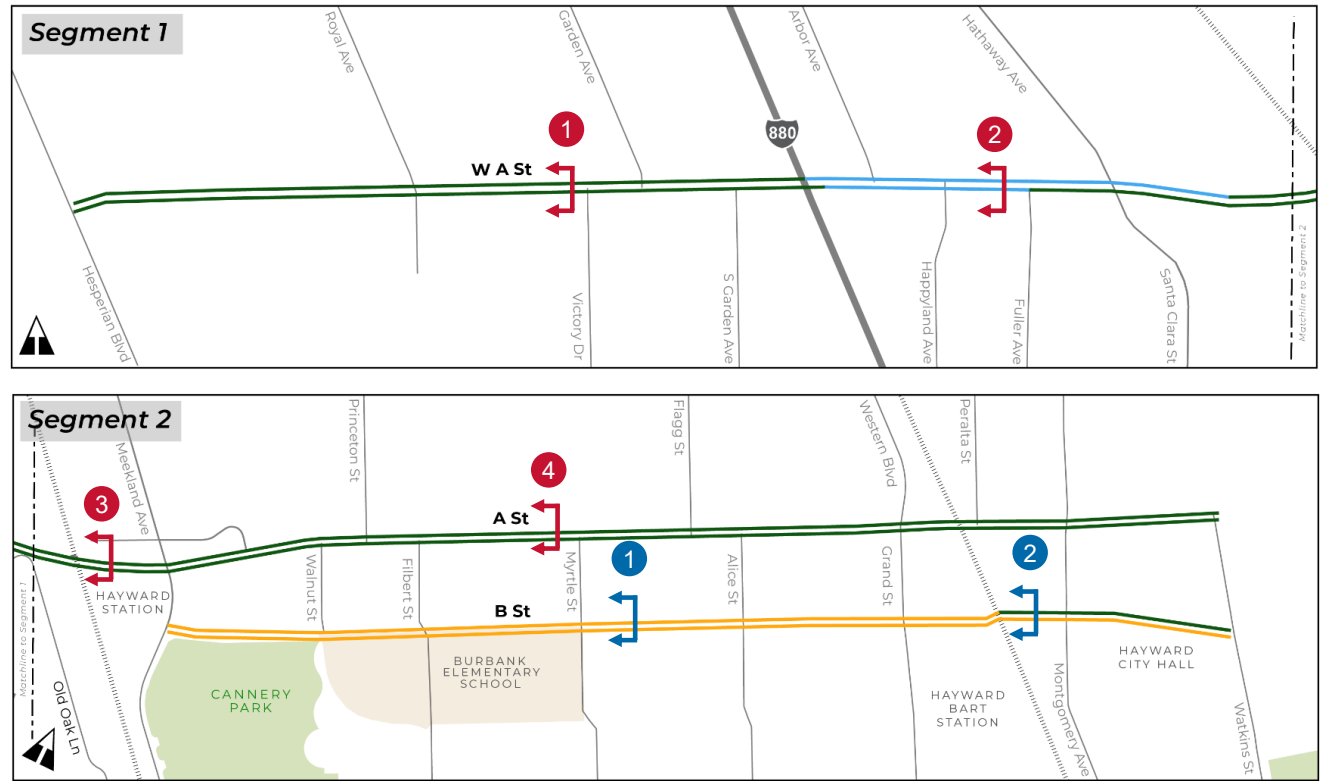 Segment 1
Royal Ave
Garden Ave
Arbor Ave
Hathaway Ave
880
1
2
W A St
Hesperian Blvd
Victory Dr
S Garden Ave
Happyland Ave
Fuller Ave
Santa Clara St
Matchline to Segment 2
Segment 2
Meekland Ave
Princeton St
Flagg St
Western Blvd
Peralta St
3
4
A St
1
2
HAYWARD
STATION
Walnut St
Filbert St
Myrtle St
Alice St
Grand St
B St
Matchline to Segment 1
Old Oak Ln
CANNERY
PARK
BURBANK
ELEMENTARY
SCHOOL
HAYWARD
BART
STATION
Montgomery Ave
HAYWARD
CITY HALL
Watkins St